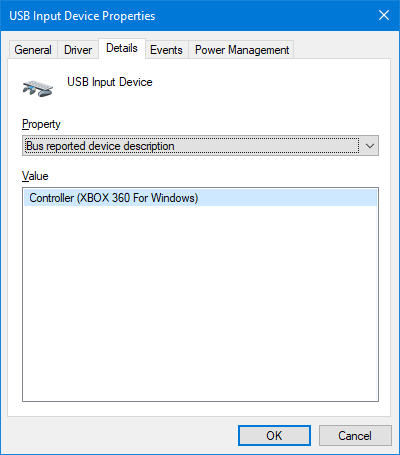 USB Input Device Properties
General Driver Details Events Power Management
USB Input Device
Property
Bus reported device description
Value
Controller (XBOX 360 For Windows)
OK Cancel